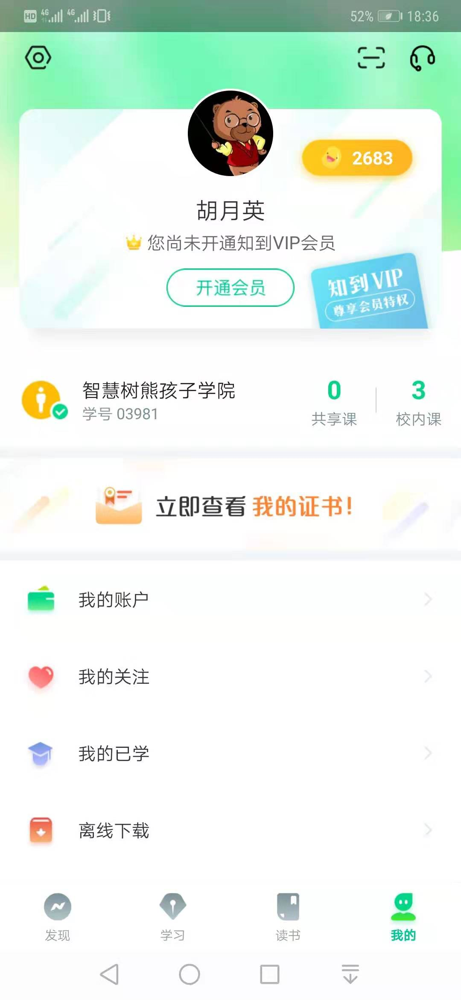 HD 4G 4G 52% 18:36
2683
胡月英
您尚未开通知到VIP会员
开通会员
知到VIP
尊享会员特权
智慧树熊孩子学院
学号 03981
0
共享课
3
校内课
立即查看我的证书!
我的账户
我的关注
我的已学
离线下载
发现
学习
读书
我的